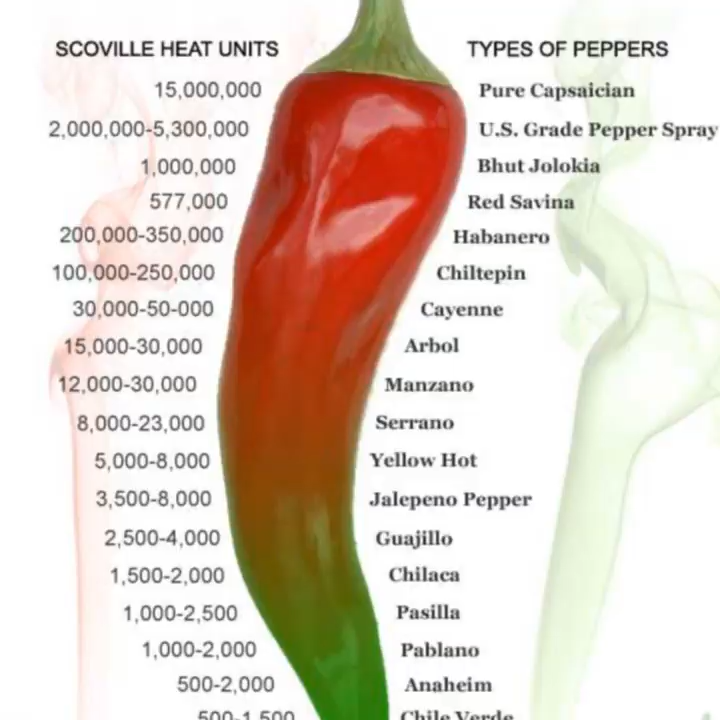 SCOVILLE HEAT UNITS TYPES OF PEPPERS
15,000,000 Pure Capsaician
2,000,000-5,300,000 U.S. Grade Pepper Spray
1,000,000 Bhut Jolokia
577,000 Red Savina
200,000-350,000 Habanero
100,000-250,000 Chiltepin
30,000-50-000 Cayenne
15,000-30,000 Arbol
12,000-30,000 Manzano
8,000-23,000 Serrano
5,000-8,000 Yellow Hot
3,500-8,000 Jalepeno Pepper
2,500-4,000 Guajillo
1,500-2,000 Chilaca
1,000-2,500 Pasilla
1,000-2,000 Pablano
500-2,000 Anaheim
500-1,500 Chile Verde